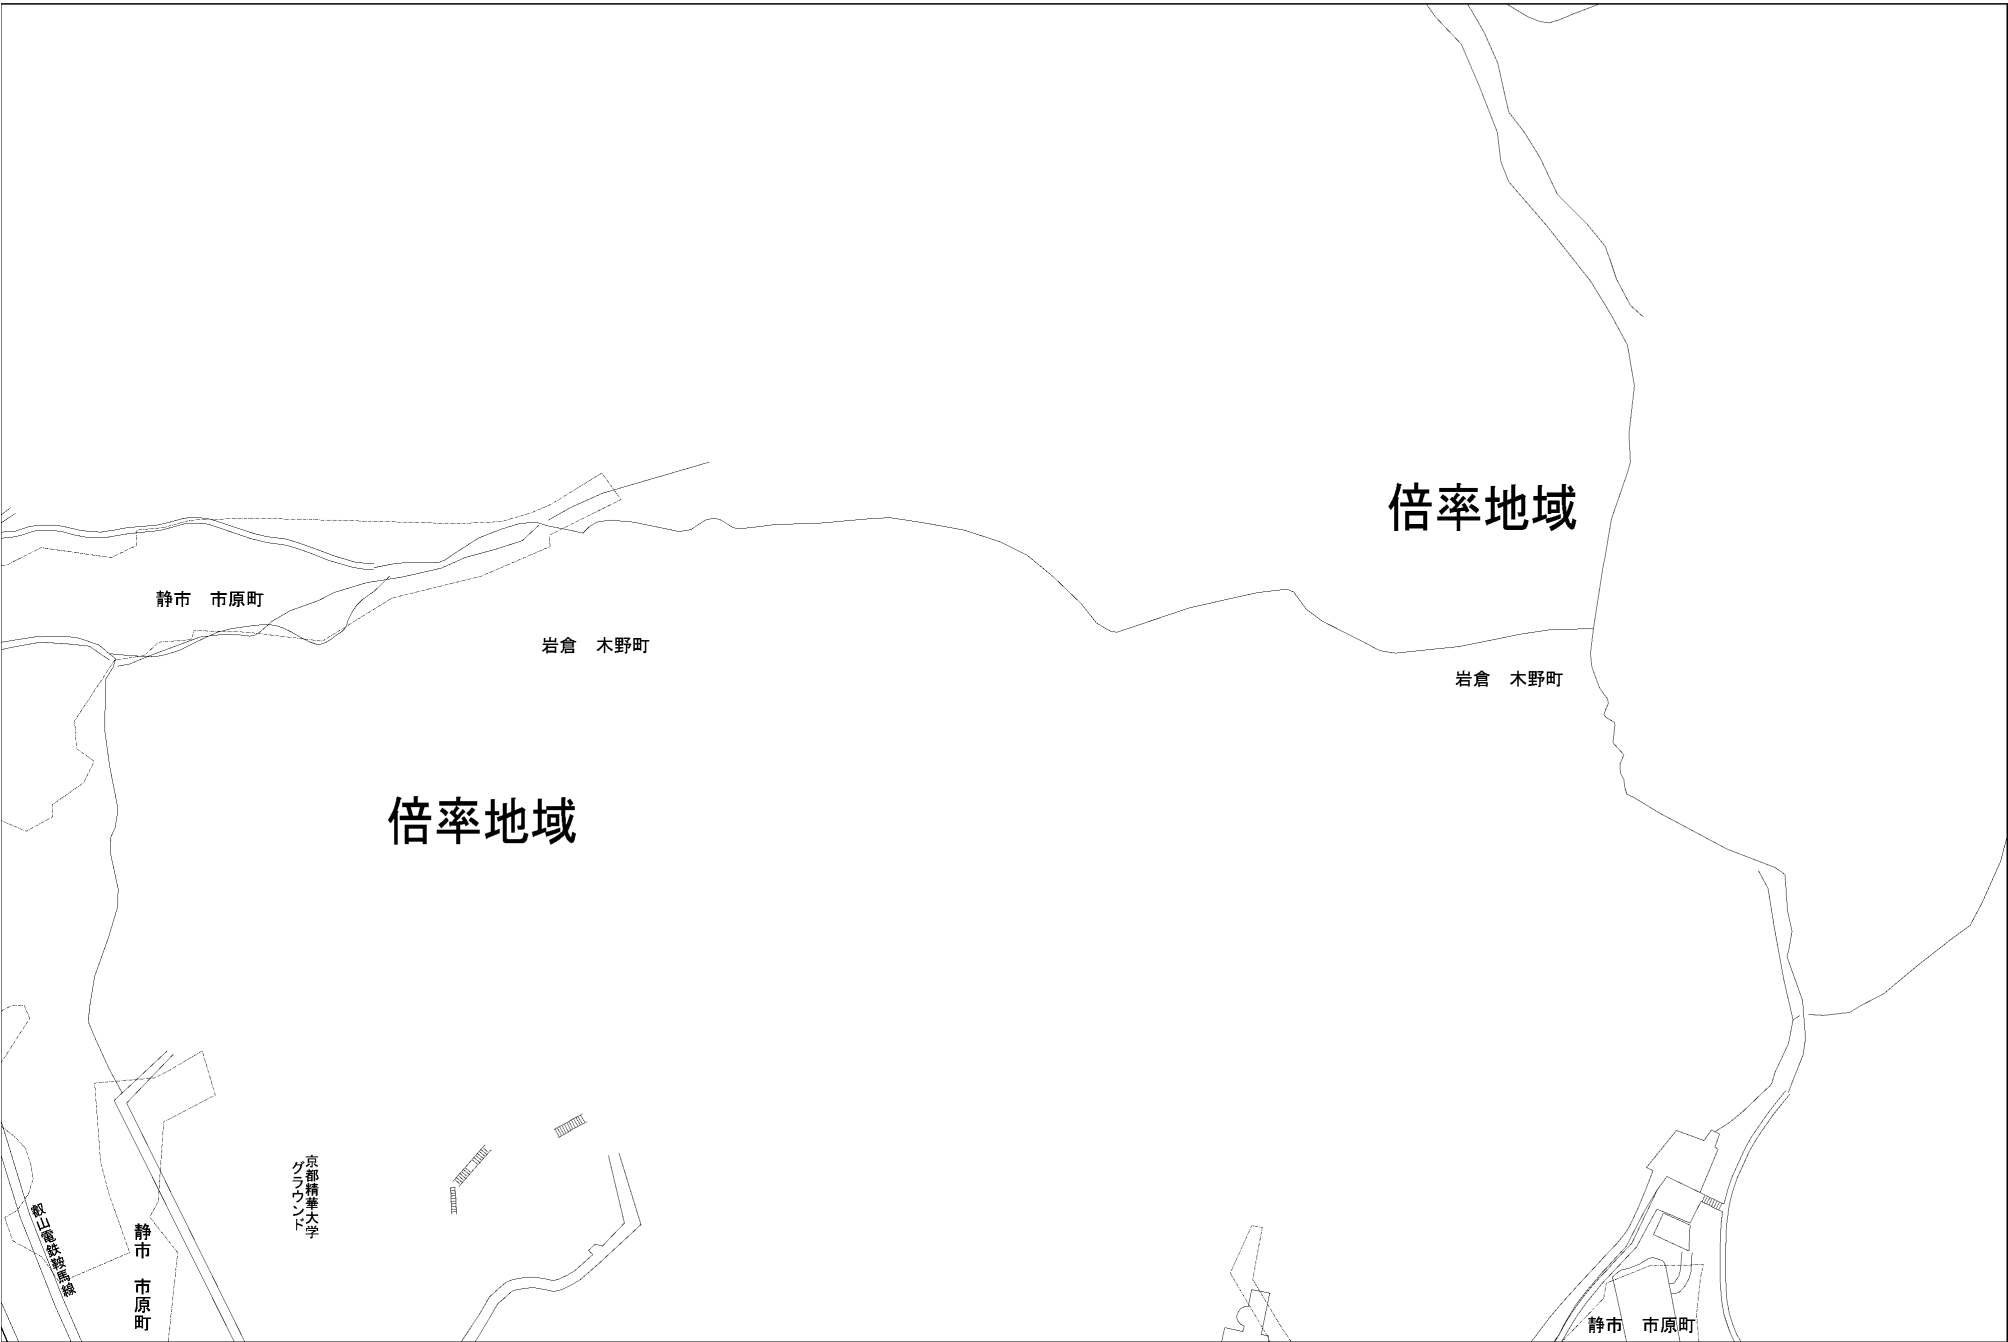 倍率地域
静市　市原町
岩倉　木野町
岩倉　木野町
倍率地域
京都精華大学
グラウンド
叡山電鉄鞍馬線
静市　市原町
静市　市原町